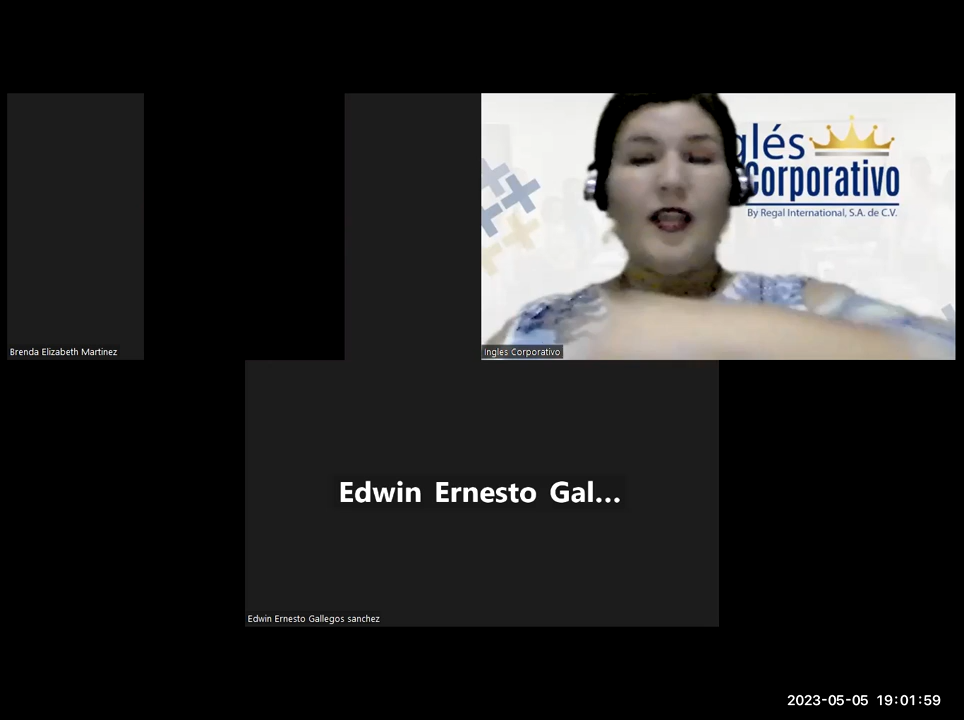 glés
Corporativo
By Regal International, S.A. de C.V.
Brenda Elizabeth Martinez
Ingles Corporativo
Edwin Ernesto Gal...
Edwin Ernesto Gallegos sanchez
2023-05-05 19:01:59